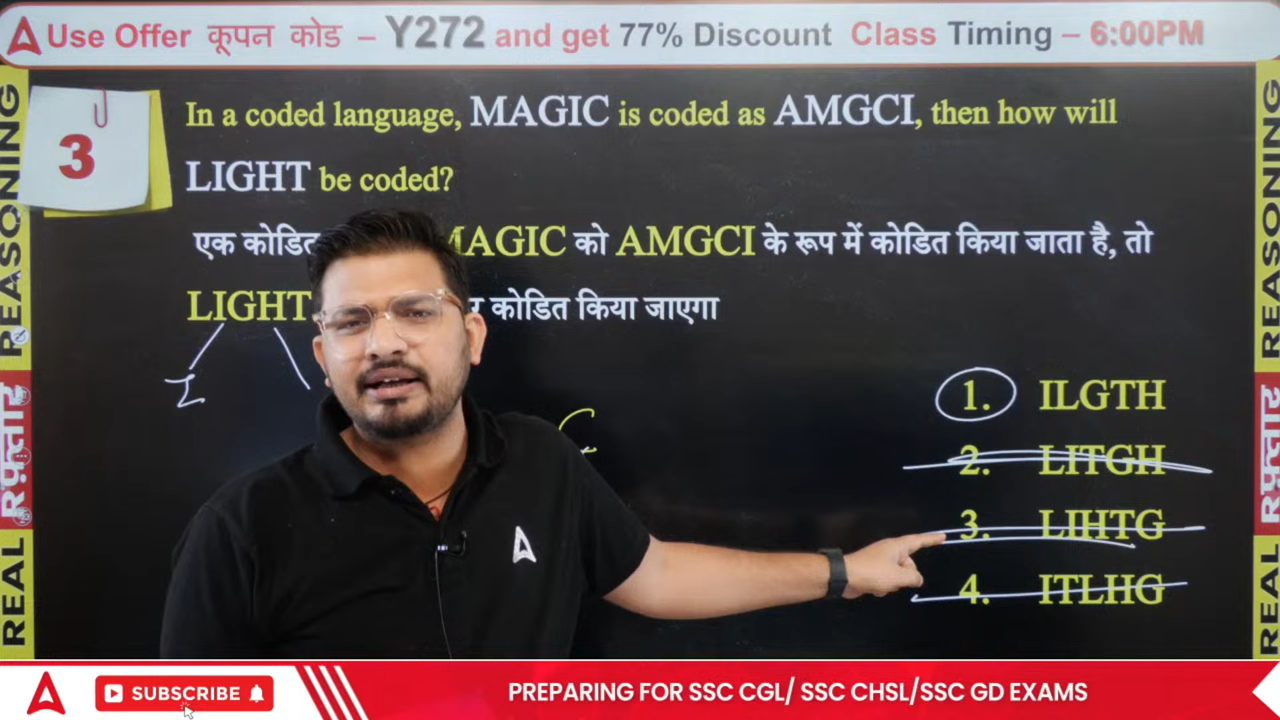 Use Offer कूपन कोड – Y272 and get 77% Discount Class Timing – 6:00PM
REASONING
REAL रफ़्तार
3
In a coded language, MAGIC is coded as AMGCI, then how will
LIGHT be coded?
एक कोडित MAGIC को AMGCI के रूप में कोडित किया जाता है, तो
LIGHT कोडित किया जाएगा
I
1. ILGTH
2. LITGH
3. LIHTG
4. ITLHG
REASONING
REAL रफ़्तार
SUBSCRIBE
PREPARING FOR SSC CGL/ SSC CHSL/SSC GD EXAMS